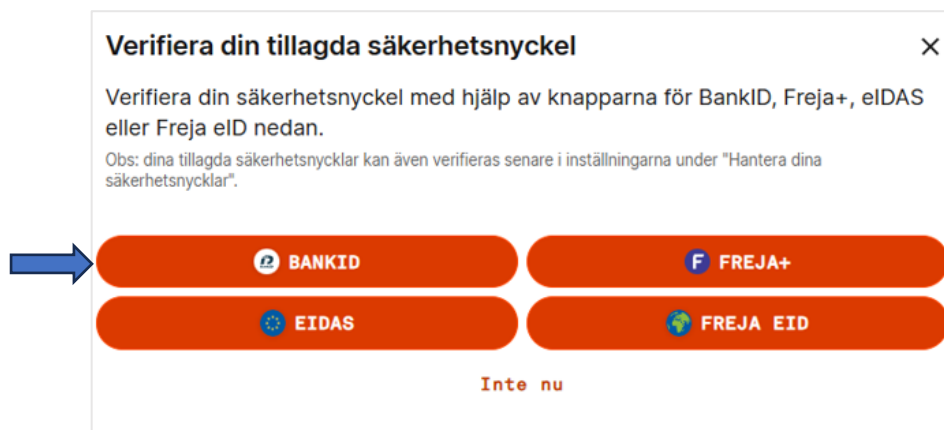 Verifiera din tillagda säkerhetsnyckel
Verifiera din säkerhetsnyckel med hjälp av knapparna för BankID, Freja+, eIDAS
eller Freja eID nedan.
Obs: dina tillagda säkerhetsnycklar kan även verifieras senare i inställningarna under "Hantera dina
säkerhetsnycklar".
BANKID
F FREJA+
EIDAS
FREJA EID
Inte nu